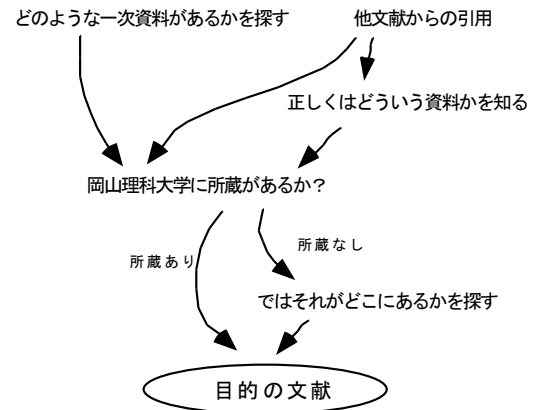 どのような一次資料があるかを探す
他文献からの引用
正しくはどういう資料かを知る
岡山理科大学に所蔵があるか？
所蔵なし
所蔵あり
ではそれがどこにあるかを探す
目的の文献